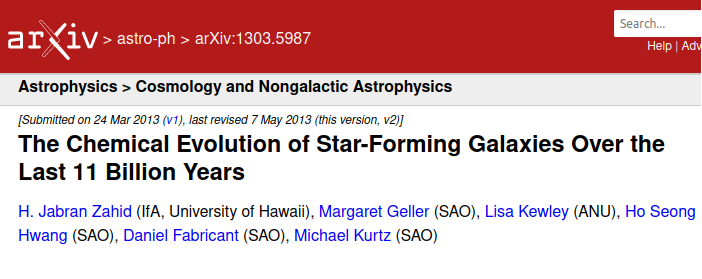 arXiv > astro-ph > arXiv:1303.5987
Search...
Help | Adv
Astrophysics > Cosmology and Nongalactic Astrophysics
[Submitted on 24 Mar 2013 (v1), last revised 7 May 2013 (this version, v2)]
The Chemical Evolution of Star-Forming Galaxies Over the
Last 11 Billion Years
H. Jabran Zahid (IfA, University of Hawaii), Margaret Geller (SAO), Lisa Kewley (ANU), Ho Seong
Hwang (SAO), Daniel Fabricant (SAO), Michael Kurtz (SAO)